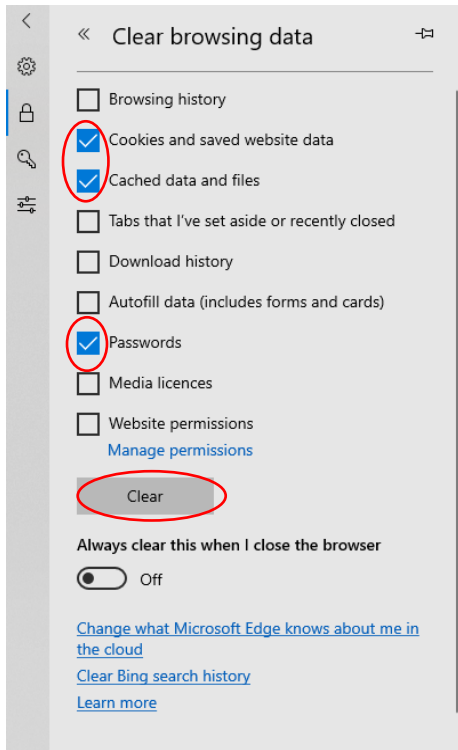 Clear browsing data
Browsing history
Cookies and saved website data
Cached data and files
Tabs that I've set aside or recently closed
Download history
Autofill data (includes forms and cards)
Passwords
Media licences
Website permissions
Manage permissions
Clear
Always clear this when I close the browser
Off
Change what Microsoft Edge knows about me in
the cloud
Clear Bing search history
Learn more